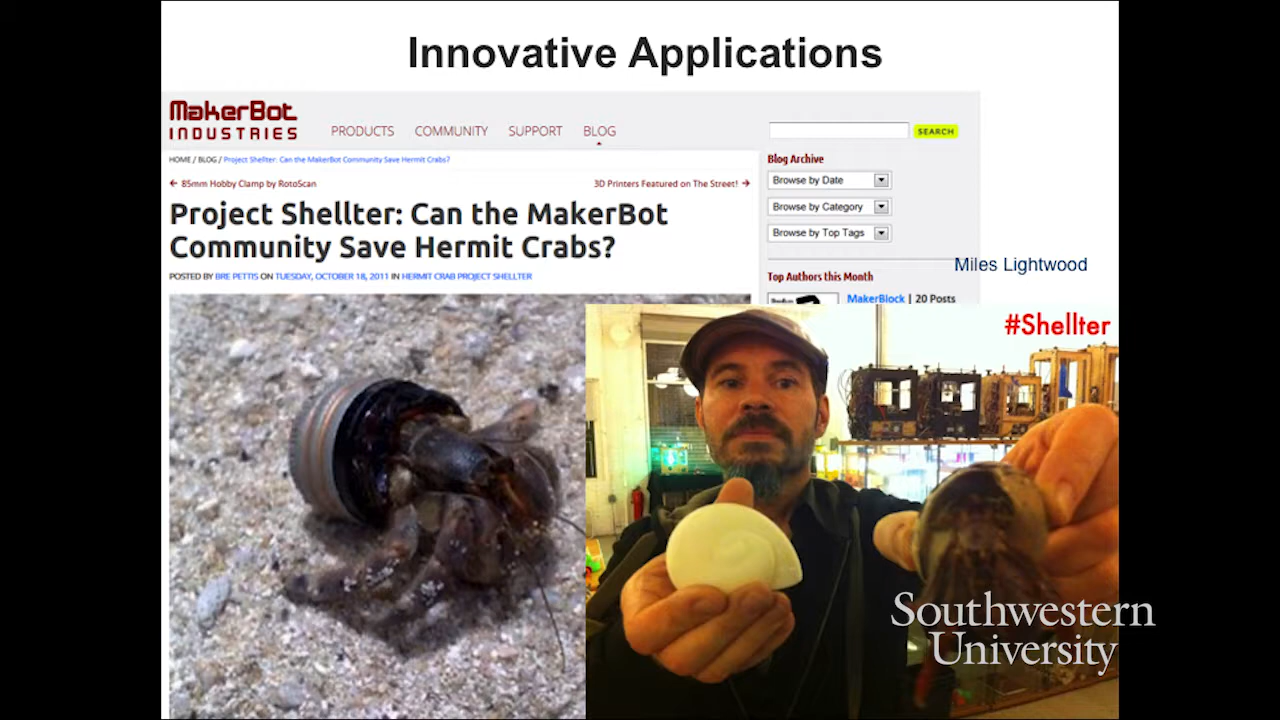 Innovative Applications
MakerBot
INDUSTRIES
PRODUCTS COMMUNITY SUPPORT BLOG
SEARCH
HOME / BLOG / Project Shellter: Can the MakerBot Community Save Hermit Crabs?
Blog Archive
← 85mm Hobby Clamp by RotoScan
3D Printers Featured on The Street! →
Browse by Date
Project Shellter: Can the MakerBot
Community Save Hermit Crabs?
Browse by Category
Browse by Top Tags
POSTED BY BRE PETTIS ON TUESDAY, OCTOBER 18, 2011 IN HERMIT CRAB PROJECT SHELLTER
Top Authors this Month
MakerBlock | 20 Posts
Miles Lightwood
#Shellter
Southwestern
University